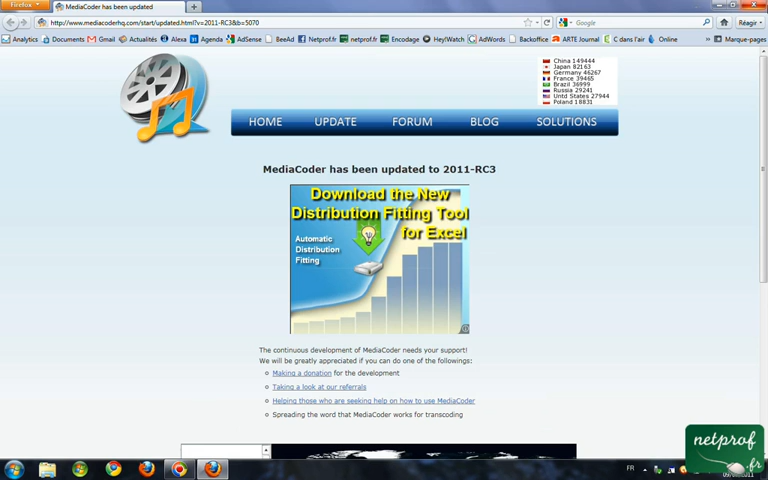 Firefox
MediaCoder has been updated
http://www.mediacoderhq.com/start/updated.html?v=2011-RC3&b=5070
Google
Réagir
Analytics Documents Gmail Actualités Alexa Agenda AdSense BeeAd Netprof.fr netprof.fr Encodage Hey!Watch AdWords Backoffice ARTE Journal C dans l'air Online
Marque-pages
China 149444
Japan 82163
Germany 46267
France 39465
Brazil 36999
Russia 29241
Untd States 27944
Poland 18831
HOME UPDATE FORUM BLOG SOLUTIONS
MediaCoder has been updated to 2011-RC3
Download the New
Distribution Fitting Tool
for Excel
Automatic
Distribution
Fitting
The continuous development of MediaCoder needs your support!
We will be greatly appreciated if you can do one of the followings:
Making a donation for the development
Taking a look at our referrals
Helping those who are seeking help on how to use MediaCoder
Spreading the word that MediaCoder works for transcoding
netprof
.fr
FR